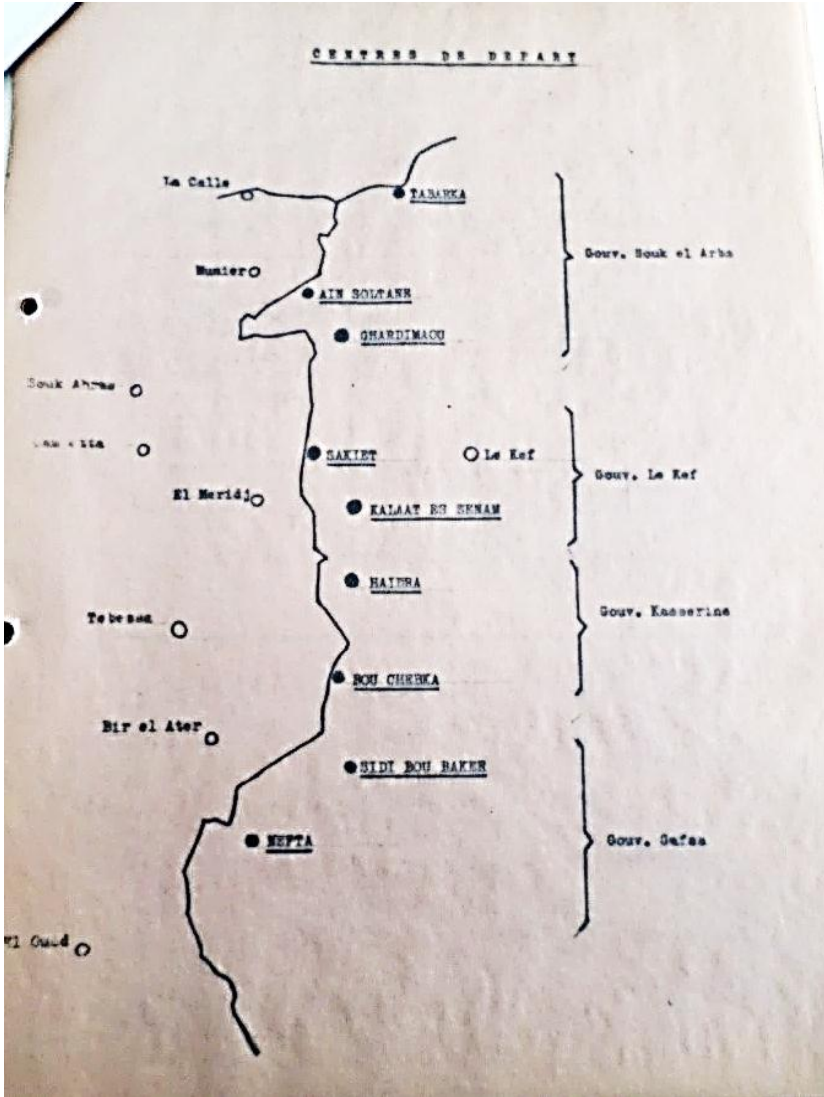 CENTRES DE DEPART
La Calle
TABARKA
Gouv. Souk el Arba
Munier
AIN SOLTANE
GHARDIMAOU
Souk Ahras
SAKIET
Le Kef
Gouv. Le Kef
El Meridj
KALAAT ES SENAM
HAIDRA
Gouv. Kasserine
Tebessa
BOU CHEBKA
Bir el Ater
SIDI BOU BAKER
NEFTA
Gouv. Gafsa
El Oued